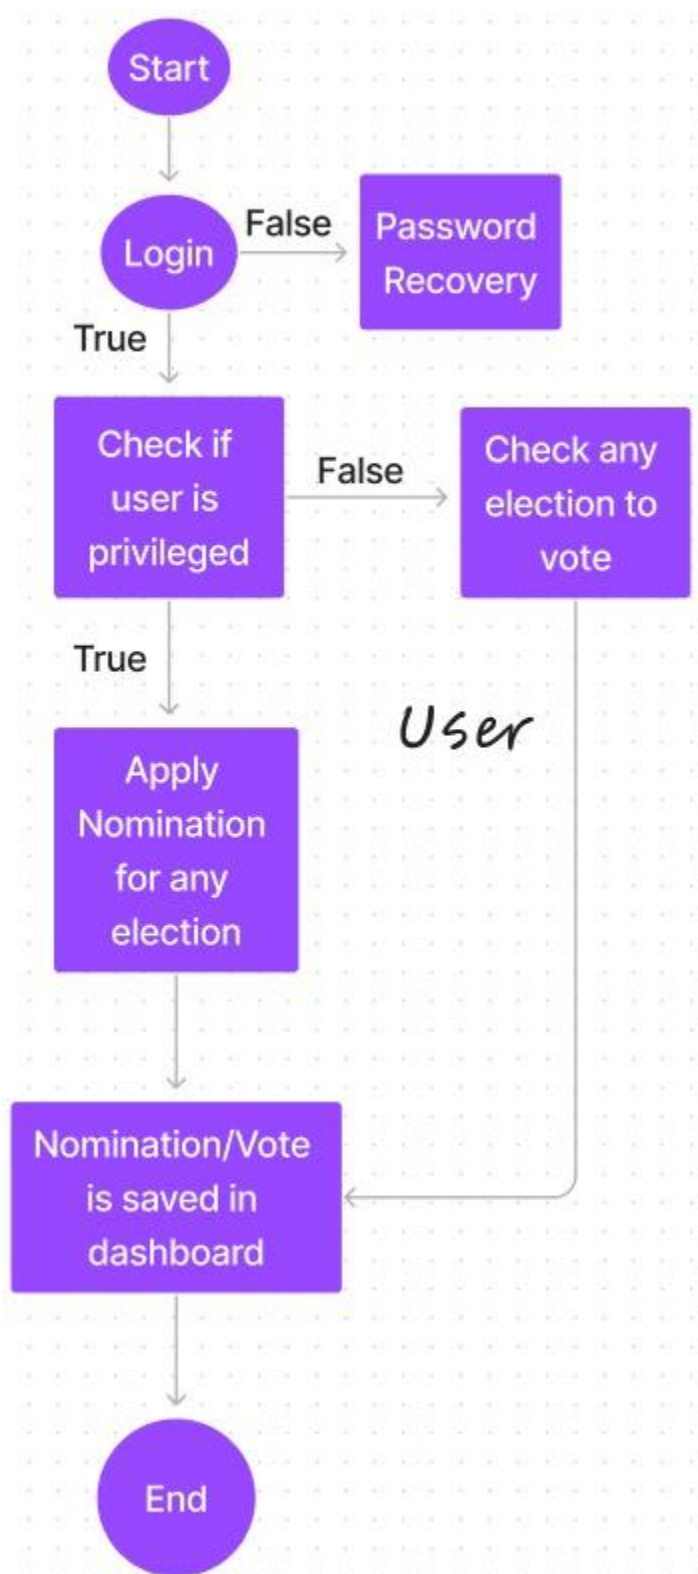 Start
Login
False
Password
Recovery
True
Check if
user is
privileged
False
Check any
election to
vote
True
User
Apply
Nomination
for any
election
Nomination/Vote
is saved in
dashboard
End